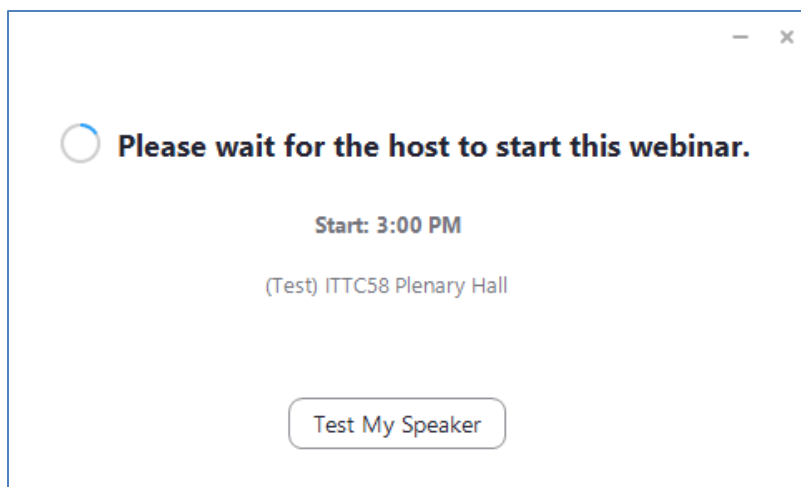 Please wait for the host to start this webinar.
Start: 3:00 PM
(Test) ITTC58 Plenary Hall
Test My Speaker